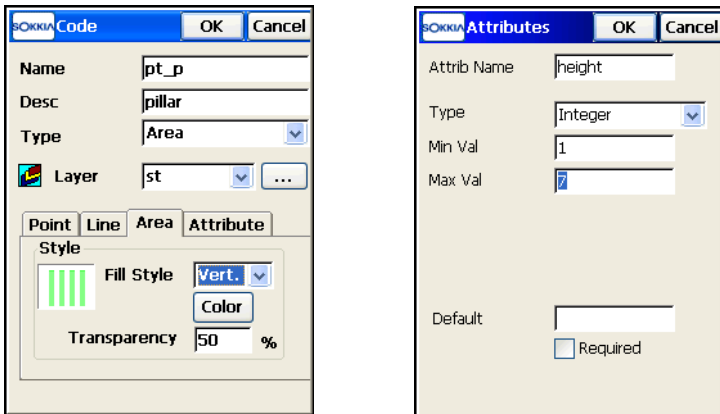 SOKKIA Code OK Cancel
Name pt_p
Desc pillar
Type Area
Layer st ...
Point Line Area Attribute
Style
Fill Style Vert.
Color
Transparency 50 %
SOKKIA Attributes OK Cancel
Attrib Name height
Type Integer
Min Val 1
Max Val 7
Default
Required